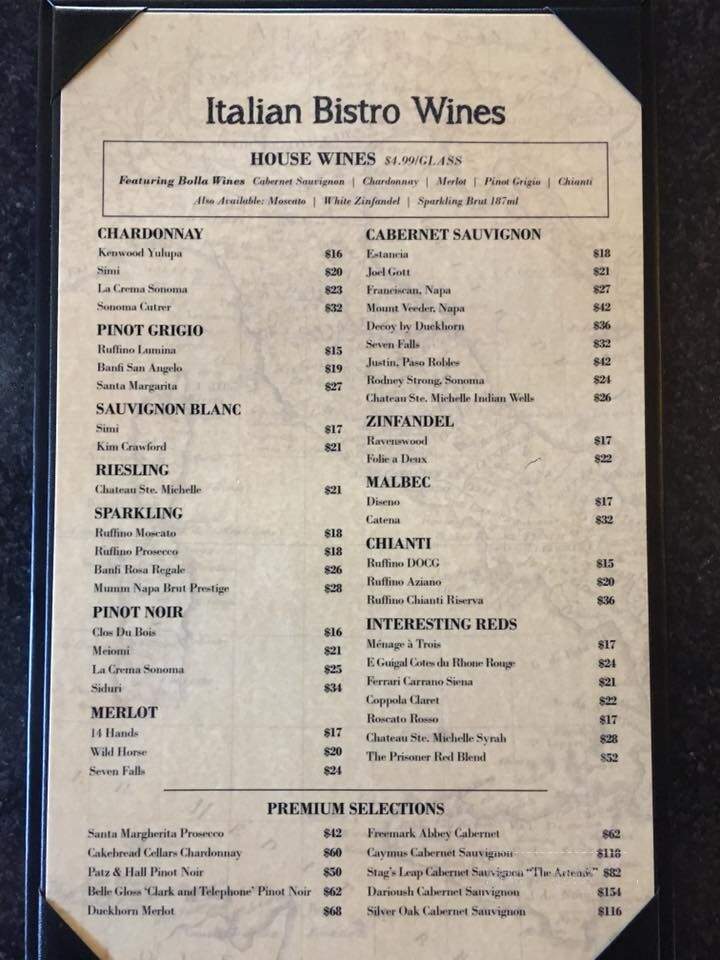 Italian Bistro Wines
HOUSE WINES $4.99/GLASS
Featuring Bolla Wines Cabernet Sauvignon | Chardonnay | Merlot | Pinot Grigio | Chianti
Also Available: Moscato | White Zinfandel | Sparkling Brut 187ml
CHARDONNAY
Kenwood Yulupa $16
Simi $20
La Crema Sonoma $23
Sonoma Cutrer $32
PINOT GRIGIO
Ruffino Lumina $15
Banfi San Angelo $19
Santa Margarita $27
SAUVIGNON BLANC
Simi $17
Kim Crawford $21
RIESLING
Chateau Ste. Michelle $21
SPARKLING
Ruffino Moscato $18
Ruffino Prosecco $18
Banfi Rosa Regale $26
Mumm Napa Brut Prestige $28
PINOT NOIR
Clos Du Bois $16
Meiomi $21
La Crema Sonoma $25
Siduri $34
MERLOT
14 Hands $17
Wild Horse $20
Seven Falls $24
CABERNET SAUVIGNON
Estancia $18
Joel Gott $21
Franciscan, Napa $27
Mount Veeder, Napa $42
Decoy by Duckhorn $36
Seven Falls $32
Justin, Paso Robles $42
Rodney Strong, Sonoma $24
Chateau Ste. Michelle Indian Wells $26
ZINFANDEL
Ravenswood $17
Folie a Deux $22
MALBEC
Diseno $17
Catena $32
CHIANTI
Ruffino DOCG $15
Ruffino Aziano $20
Ruffino Chianti Riserva $36
INTERESTING REDS
Ménage à Trois $17
E Guigal Cotes du Rhone Rouge $24
Ferrari Carrano Siena $21
Coppola Claret $22
Roscato Rosso $17
Chateau Ste. Michelle Syrah $28
The Prisoner Red Blend $52
PREMIUM SELECTIONS
Santa Margherita Prosecco $42
Cakebread Cellars Chardonnay $60
Patz & Hall Pinot Noir $50
Belle Gloss 'Clark and Telephone' Pinot Noir $62
Duckhorn Merlot $68
Freemark Abbey Cabernet $62
Caymus Cabernet Sauvignon $118
Stag's Leap Cabernet Sauvignon "The Artemis" $82
Darioush Cabernet Sauvignon $154
Silver Oak Cabernet Sauvignon $116